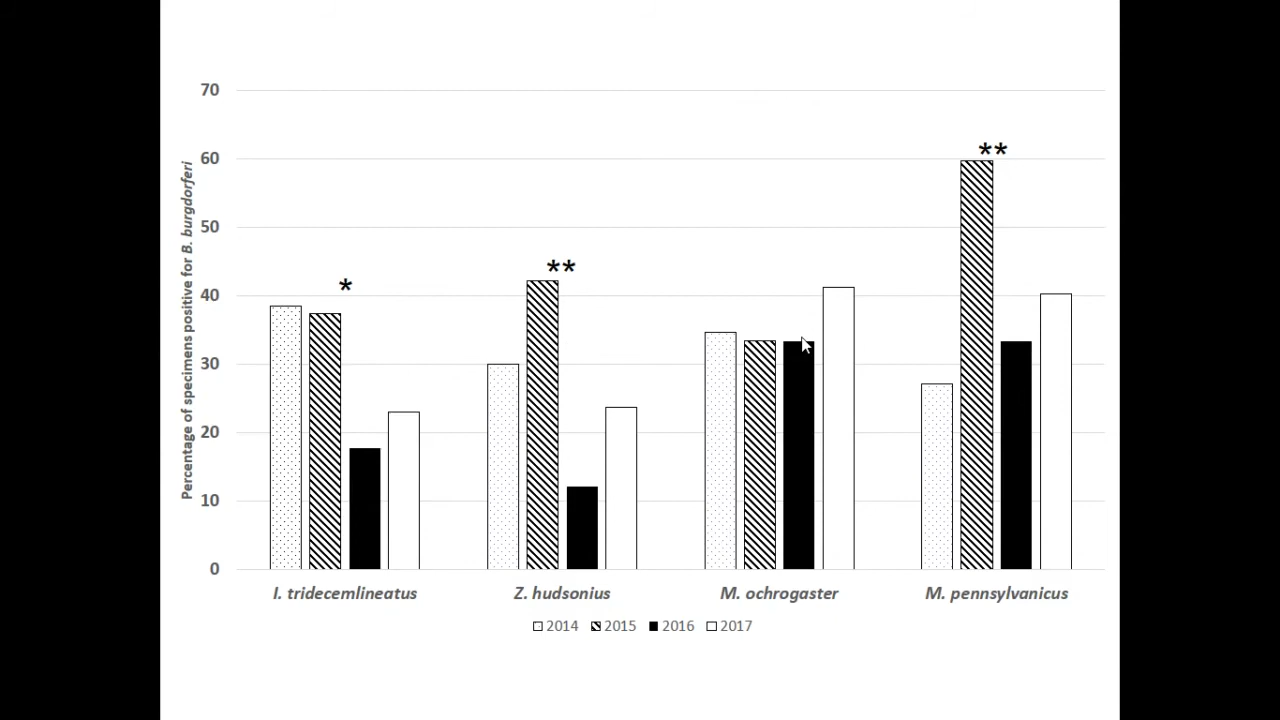 70
60
50
40
30
20
10
0
Percentage of specimens positive for B. burgdorferi
*
**
**
I. tridecemlineatus
Z. hudsonius
M. ochrogaster
M. pennsylvanicus
2014 2015 2016 2017